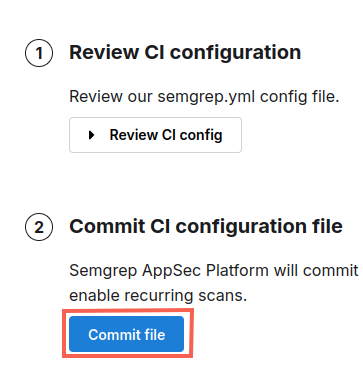 1 Review CI configuration
Review our semgrep.yml config file.
Review CI config
2 Commit CI configuration file
Semgrep AppSec Platform will commit
enable recurring scans.
Commit file